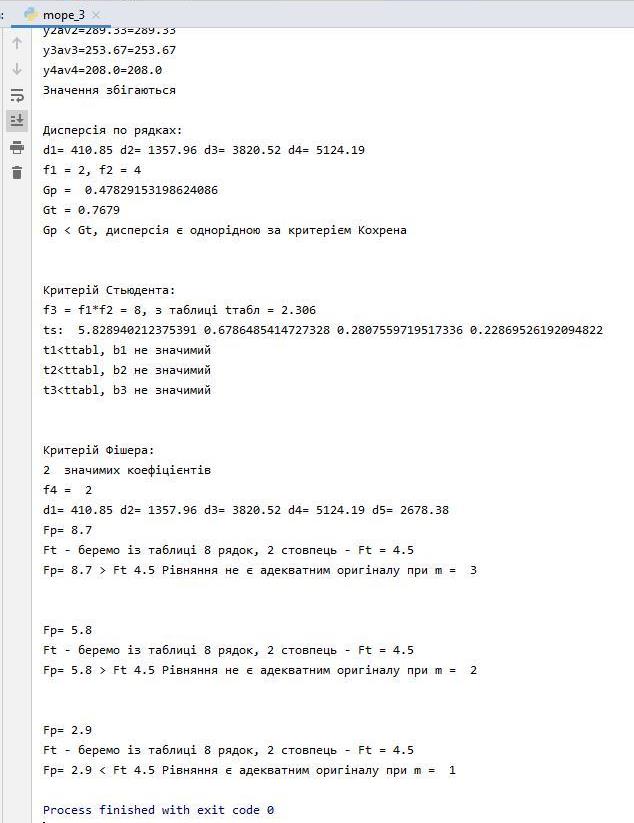 mope_3
y2av2=289.33=289.33
y3av3=253.67=253.67
y4av4=208.0=208.0
Значення збігаються
Дисперсія по рядках:
d1= 410.85 d2= 1357.96 d3= 3820.52 d4= 5124.19
f1 = 2, f2 = 4
Gp =  0.47829153198624086
Gt = 0.7679
Gp < Gt, дисперсія є однорідною за критерієм Кохрена
Критерій Стьюдента:
f3 = f1*f2 = 8, з таблиці tтабл = 2.306
ts:  5.828940212375391 0.6786485414727328 0.2807559719517336 0.22869526192094822
t1<ttabl, b1 не значимий
t2<ttabl, b2 не значимий
t3<ttabl, b3 не значимий
Критерій Фішера:
2  значимих коефіцієнтів
f4 =  2
d1= 410.85 d2= 1357.96 d3= 3820.52 d4= 5124.19 d5= 2678.38
Fp= 8.7
Ft - беремо із таблиці 8 рядок, 2 стовпець - Ft = 4.5
Fp= 8.7 > Ft 4.5 Рівняння не є адекватним оригіналу при m =  3
Fp= 5.8
Ft - беремо із таблиці 8 рядок, 2 стовпець - Ft = 4.5
Fp= 5.8 > Ft 4.5 Рівняння не є адекватним оригіналу при m =  2
Fp= 2.9
Ft - беремо із таблиці 8 рядок, 2 стовпець - Ft = 4.5
Fp= 2.9 < Ft 4.5 Рівняння є адекватним оригіналу при m =  1
Process finished with exit code 0